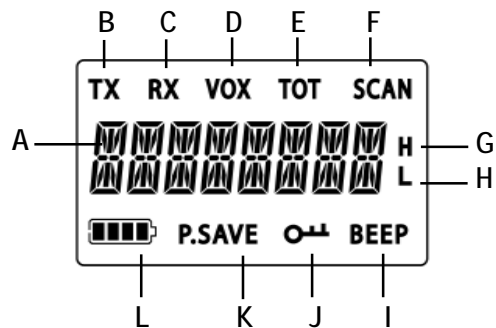 B C D E F
TX RX VOX TOT SCAN
A H G
L H
P.SAVE BEEP
L K J I